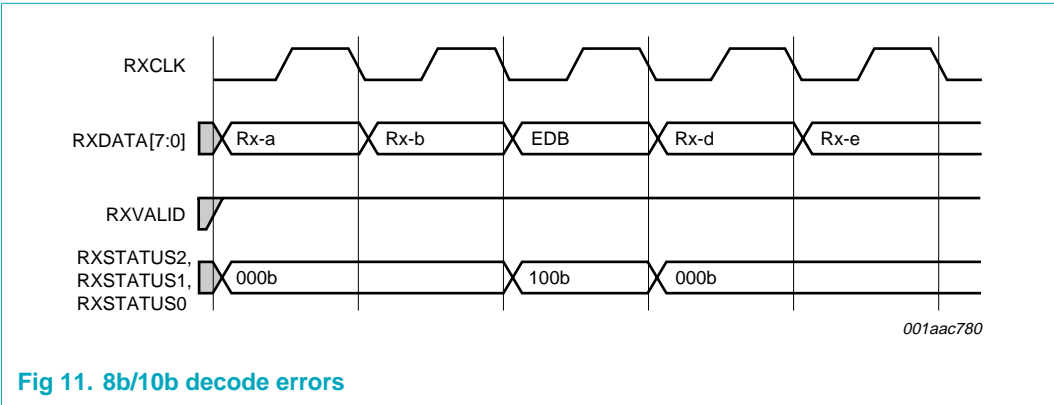 RXCLK
RXDATA[7:0]
Rx-a
Rx-b
EDB
Rx-d
Rx-e
RXVALID
RXSTATUS2,
RXSTATUS1,
RXSTATUS0
000b
100b
000b
001aac780
Fig 11. 8b/10b decode errors